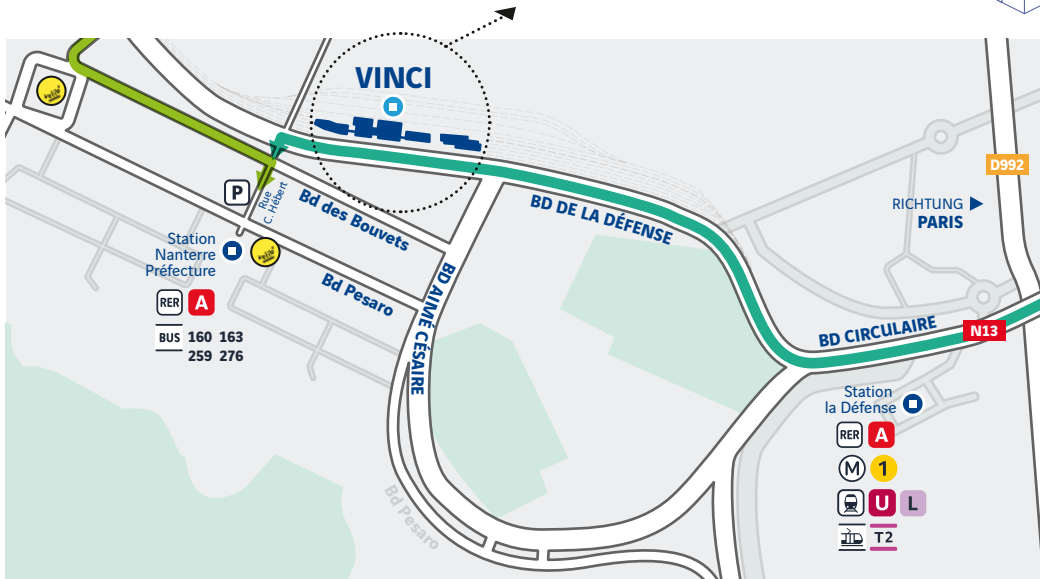 VINCI
D992
RICHTUNG
PARIS
P
Rue
C. Hébert
Bd des Bouvets
BD DE LA DÉFENSE
Station
Nanterre
Préfecture
Bd Pesaro
BD AIMÉ CÉSAIRE
RER A
BUS 160 163
259 276
BD CIRCULAIRE
N13
Station
la Défense
RER A
M 1
U L
T2
Bd Pesaro